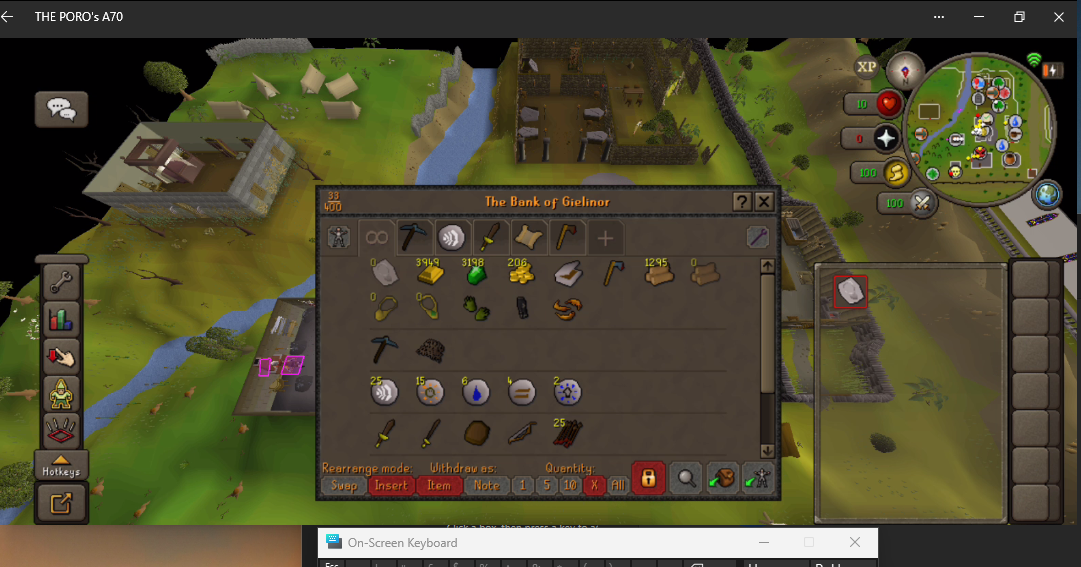 THE PORO's A70
XP
10
0
100
100
33
400
The Bank of Gielinor
?
0
3949
3198
206
1295
0
0
0
25
15
6
4
2
25
Rearrange mode:
Withdraw as:
Quantity:
Swap
Insert
Item
Note
1
5
10
X
All
Hotkeys
On-Screen Keyboard
Esc